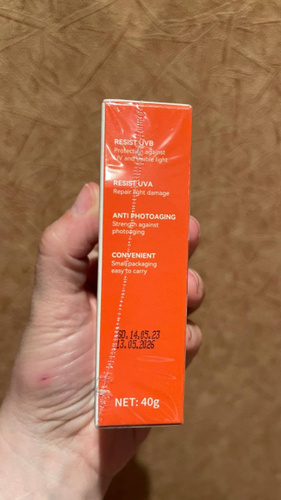 RESIST UVB
Protection against
UV and visible light
RESIST UVA
Repair light damage
ANTI PHOTOAGING
Strength against
photoaging
CONVENIENT
Small packaging
easy to carry
SD.14.05.23
13.05.2026
NET: 40g